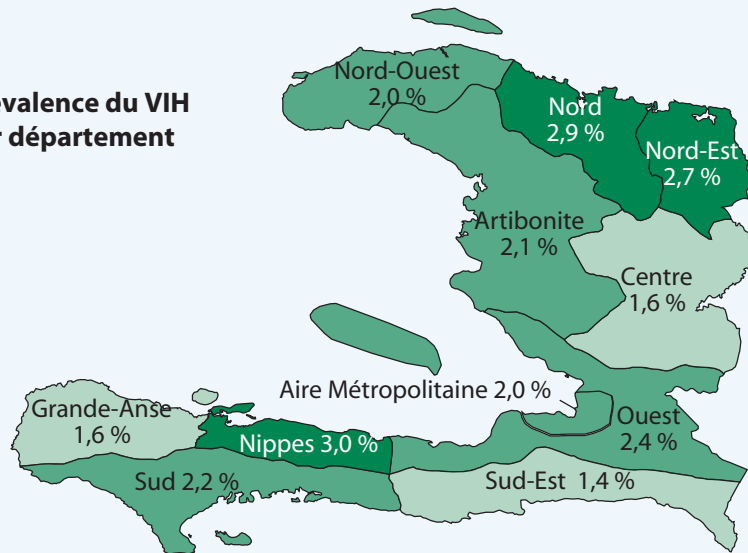 évalence du VIH
r département
Nord-Ouest
2,0 %
Nord
2,9 %
Nord-Est
2,7 %
Artibonite
2,1 %
Centre
1,6 %
Aire Métropolitaine 2,0 %
Grande-Anse
1,6 %
Ouest
2,4 %
Nippes 3,0 %
Sud 2,2 %
Sud-Est 1,4 %